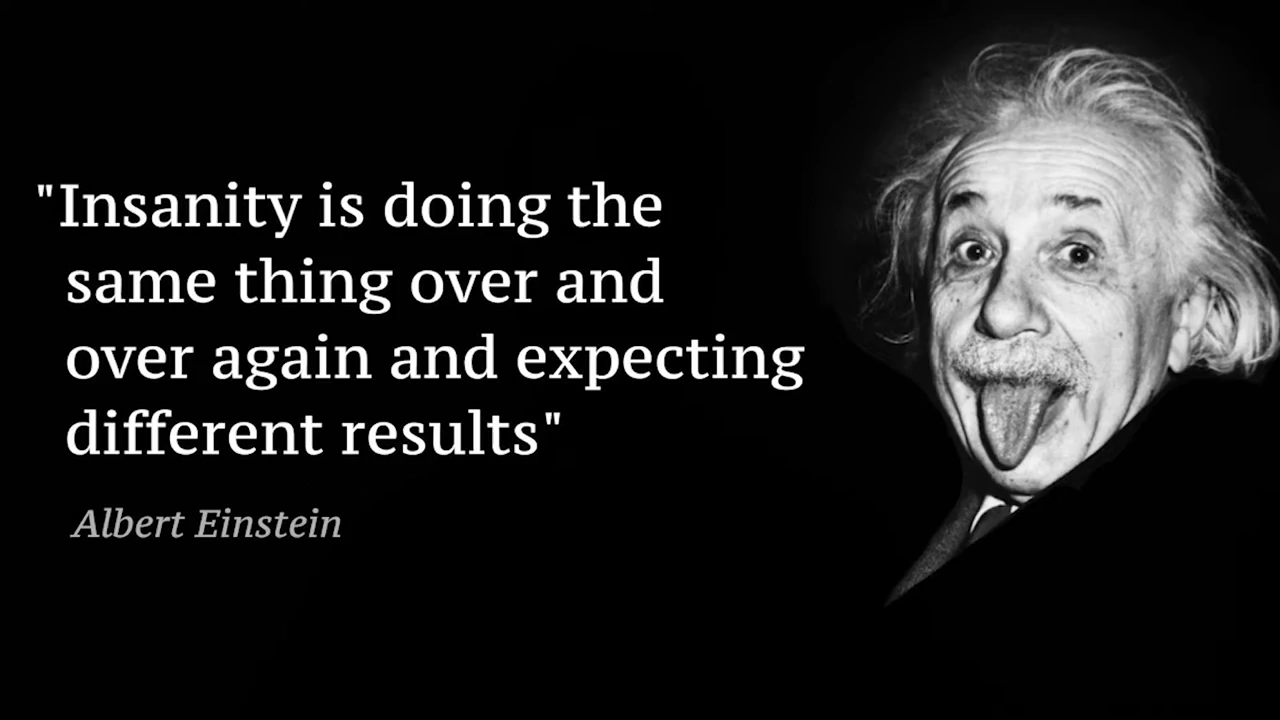 "Insanity is doing the
same thing over and
over again and expecting
different results"
Albert Einstein